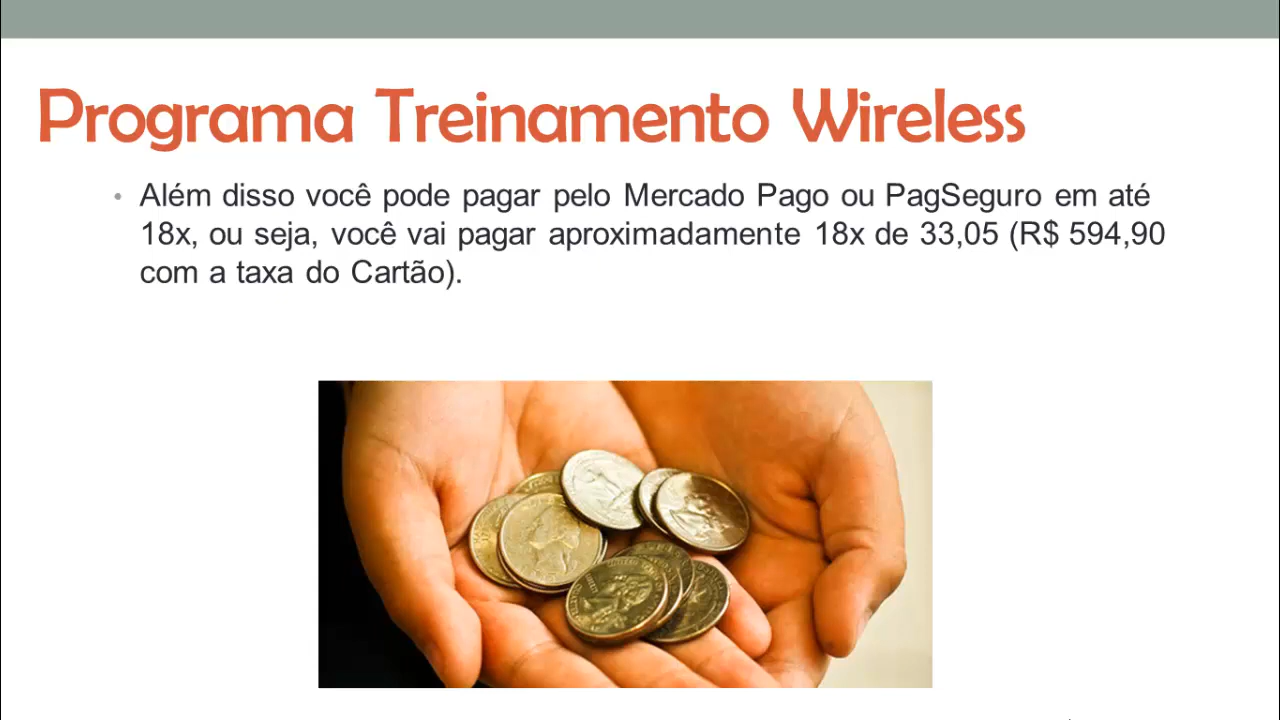 Programa Treinamento Wireless
• Além disso você pode pagar pelo Mercado Pago ou PagSeguro em até
18x, ou seja, você vai pagar aproximadamente 18x de 33,05 (R$ 594,90
com a taxa do Cartão).